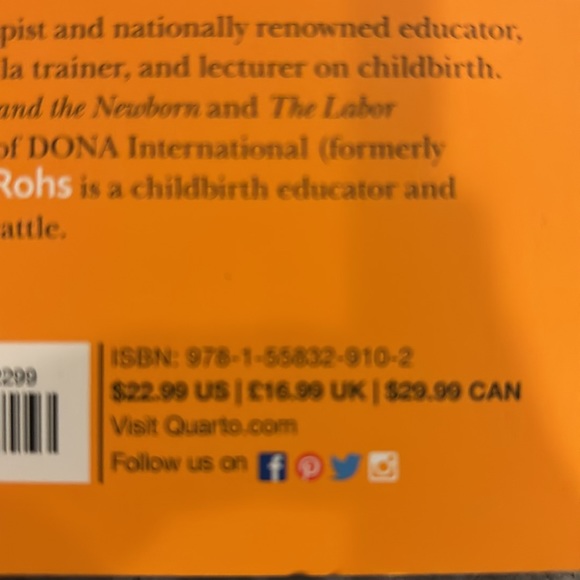 pist and nationally renowned educator,
la trainer, and lecturer on childbirth.
and the Newborn and The Labor
of DONA International (formerly
Rohs is a childbirth educator and
attle.
2299
ISBN: 978-1-55832-910-2
$22.99 US | £16.99 UK | $29.99 CAN
Visit Quarto.com
Follow us on